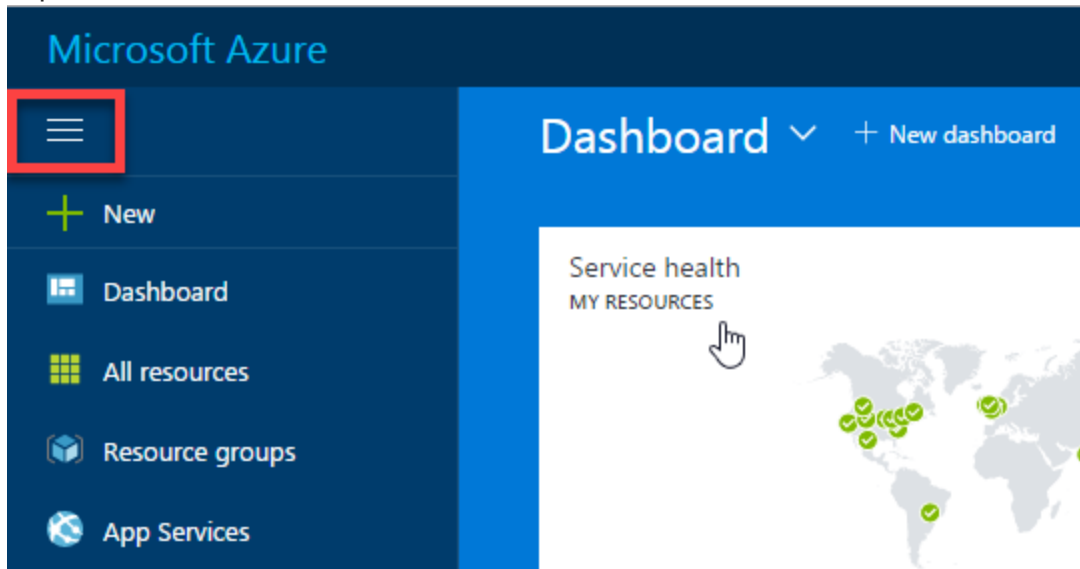 Microsoft Azure
Dashboard
+ New dashboard
New
Dashboard
All resources
Resource groups
App Services
Service health
MY RESOURCES